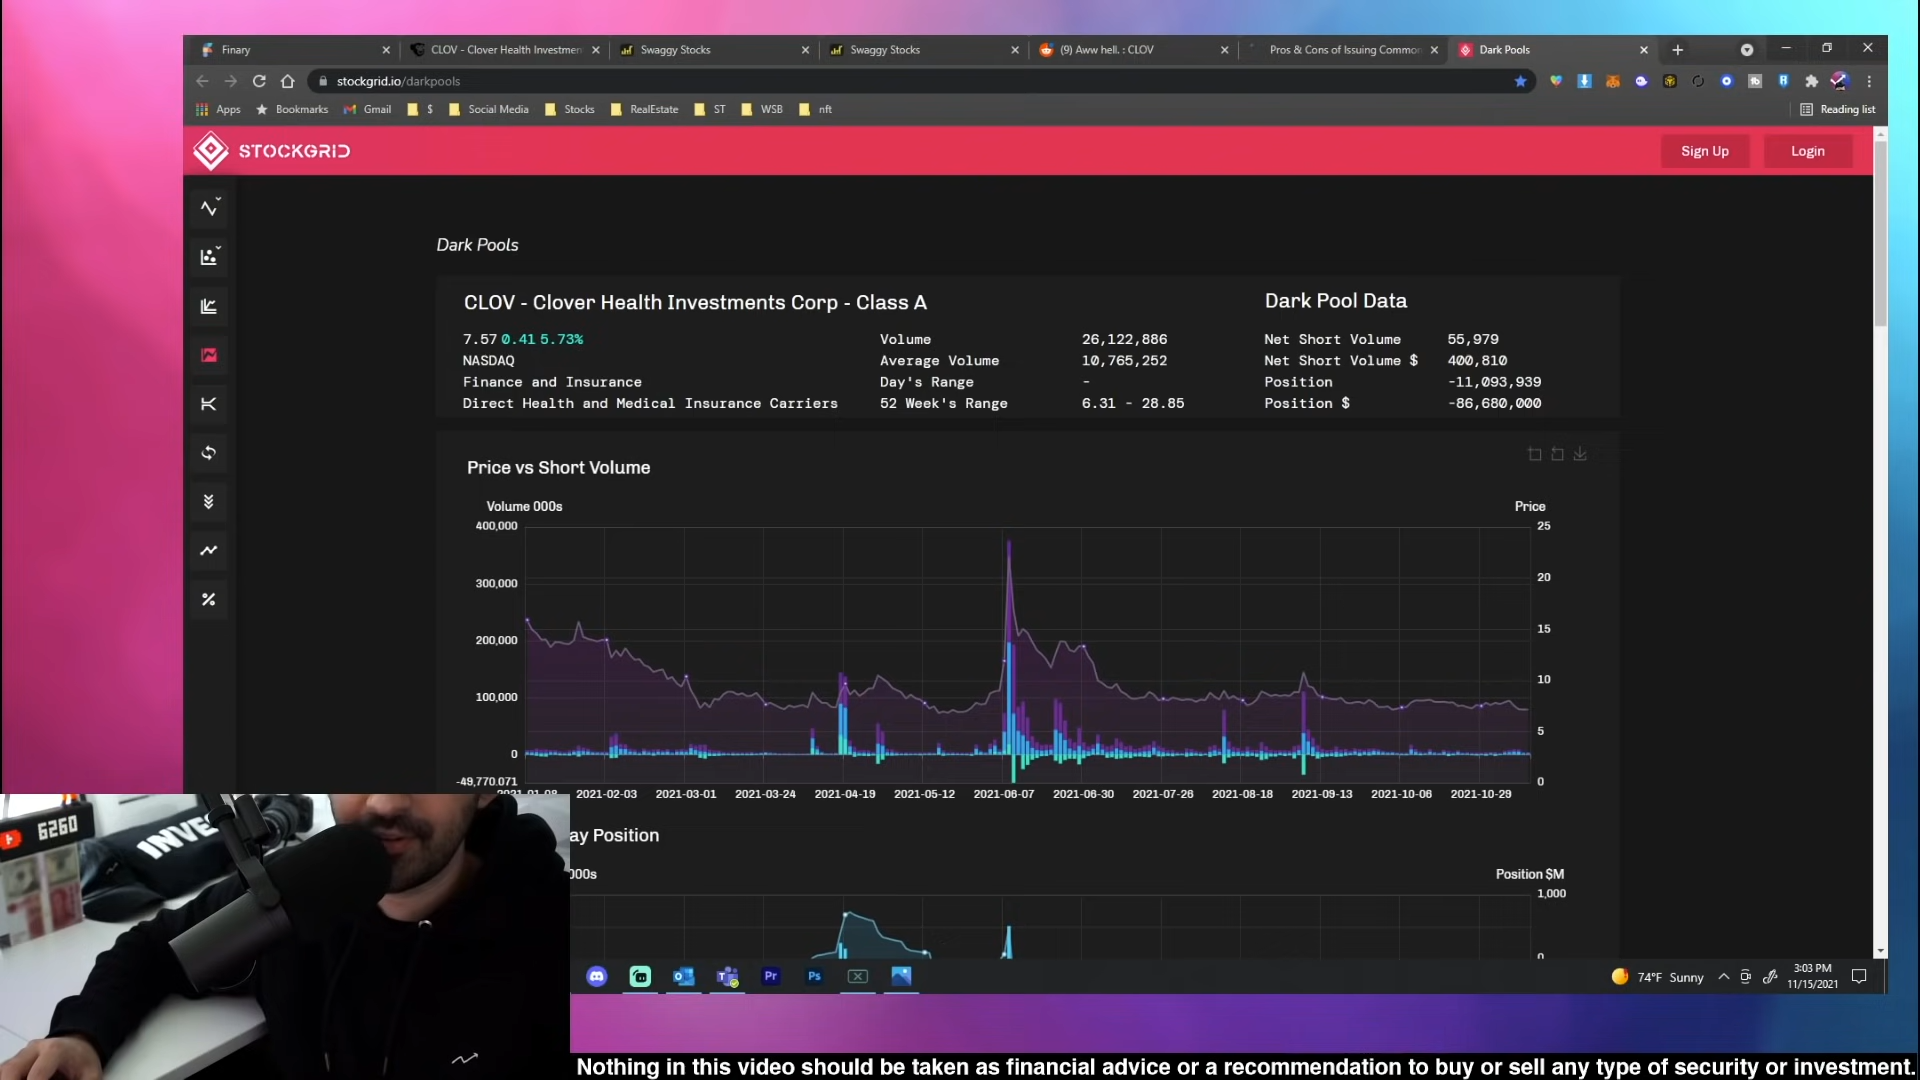 Finary
CLOV - Clover Health Investmen
Swaggy Stocks
Swaggy Stocks
(9) Aww hell. : CLOV
Pros & Cons of Issuing Common
Dark Pools
stockgrid.io/darkpools
Apps
Bookmarks
Gmail
$
Social Media
Stocks
RealEstate
ST
WSB
nft
Reading list
STOCKGRID
Sign Up
Login
Dark Pools
CLOV - Clover Health Investments Corp - Class A
7.57 0.41 5.73%
NASDAQ
Finance and Insurance
Direct Health and Medical Insurance Carriers
Volume 26,122,886
Average Volume 10,765,252
Day's Range -
52 Week's Range 6.31 - 28.85
Dark Pool Data
Net Short Volume 55,979
Net Short Volume $ 400,810
Position -11,093,939
Position $ -86,680,000
Price vs Short Volume
Volume 000s
Price
400,000
300,000
200,000
100,000
0
-49,770.071
25
20
15
10
5
0
2021-02-03
2021-03-01
2021-03-24
2021-04-19
2021-05-12
2021-06-07
2021-06-30
2021-07-26
2021-08-18
2021-09-13
2021-10-06
2021-10-29
ay Position
000s
Position $M
1,000
0
6260
INVE
Pr
Ps
74°F Sunny
3:03 PM
11/15/2021
Nothing in this video should be taken as financial advice or a recommendation to buy or sell any type of security or investment.